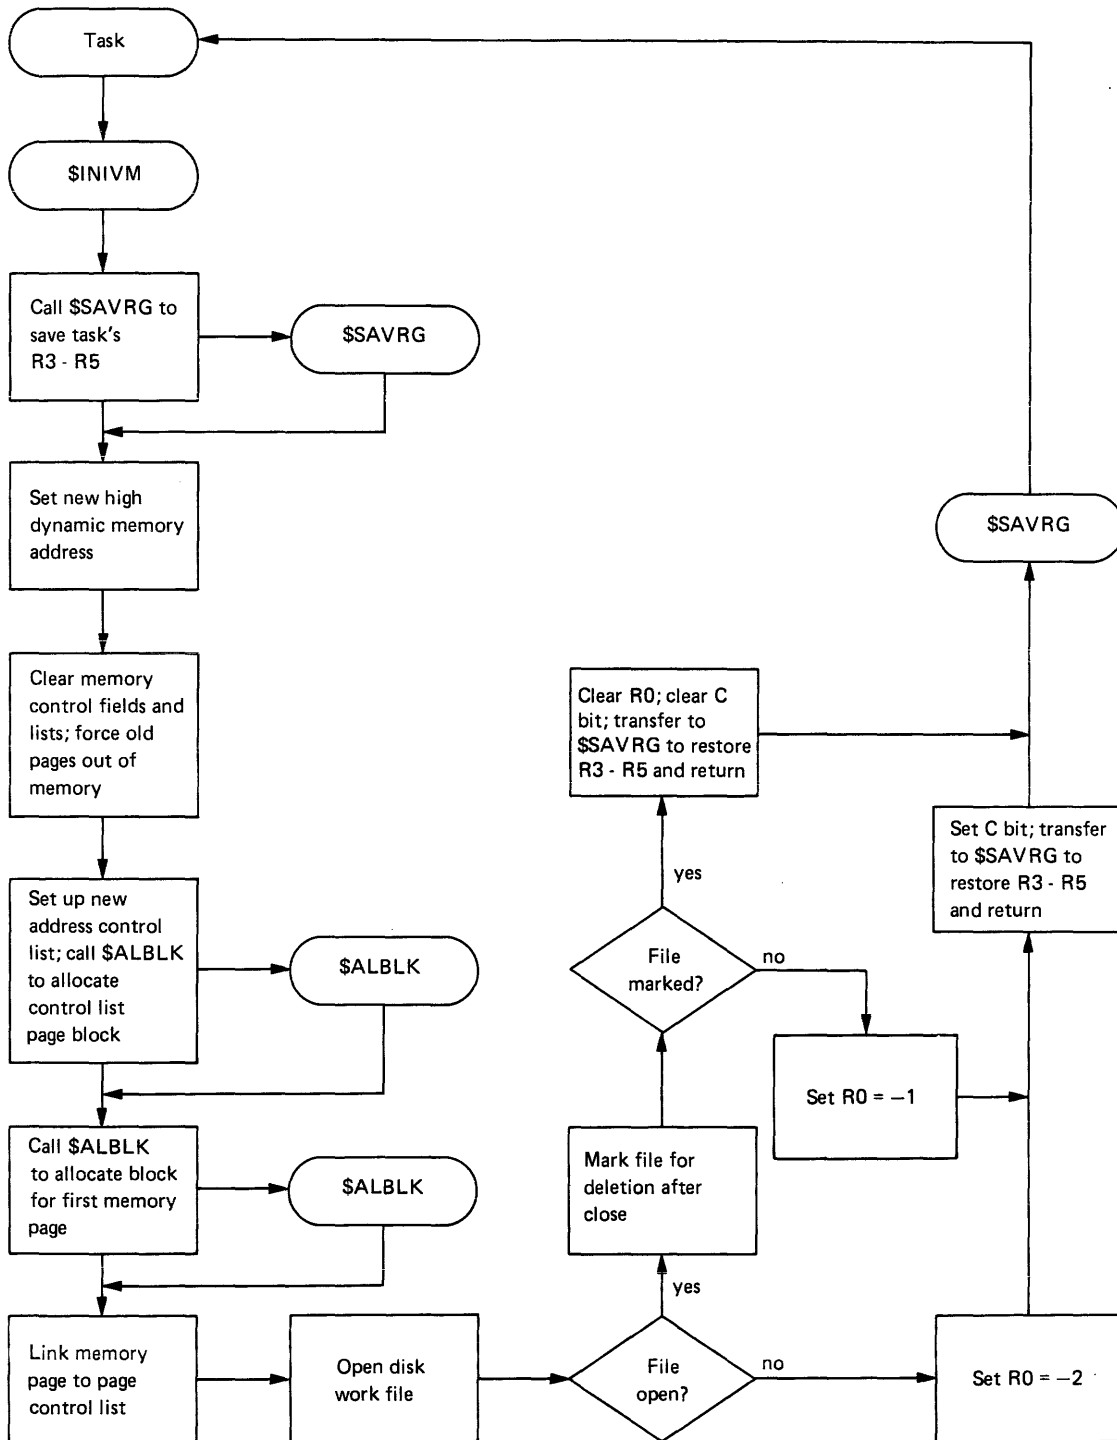 Task
$INIVM
Call $SAVRG to
save task's
R3 - R5
$SAVRG
Set new high
dynamic memory
address
$SAVRG
Clear memory
control fields and
lists; force old
pages out of
memory
Clear R0; clear C
bit; transfer to
$SAVRG to restore
R3 - R5 and return
Set C bit; transfer
to $SAVRG to
restore R3 - R5
and return
yes
Set up new
address control
list; call $ALBLK
to allocate
control list
page block
$ALBLK
File
marked?
no
Set R0 = −1
Call $ALBLK
to allocate block
for first memory
page
$ALBLK
Mark file for
deletion after
close
yes
Link memory
page to page
control list
Open disk
work file
File
open?
no
Set R0 = −2